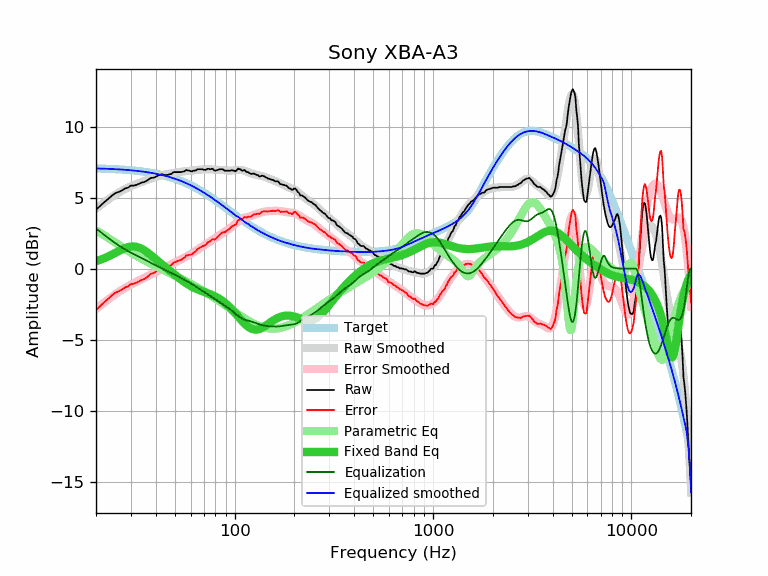 Sony XBA-A3
Amplitude (dBr)
10
5
0
−5
−10
−15
Target
Raw Smoothed
Error Smoothed
Raw
Error
Parametric Eq
Fixed Band Eq
Equalization
Equalized smoothed
100
1000
10000
Frequency (Hz)